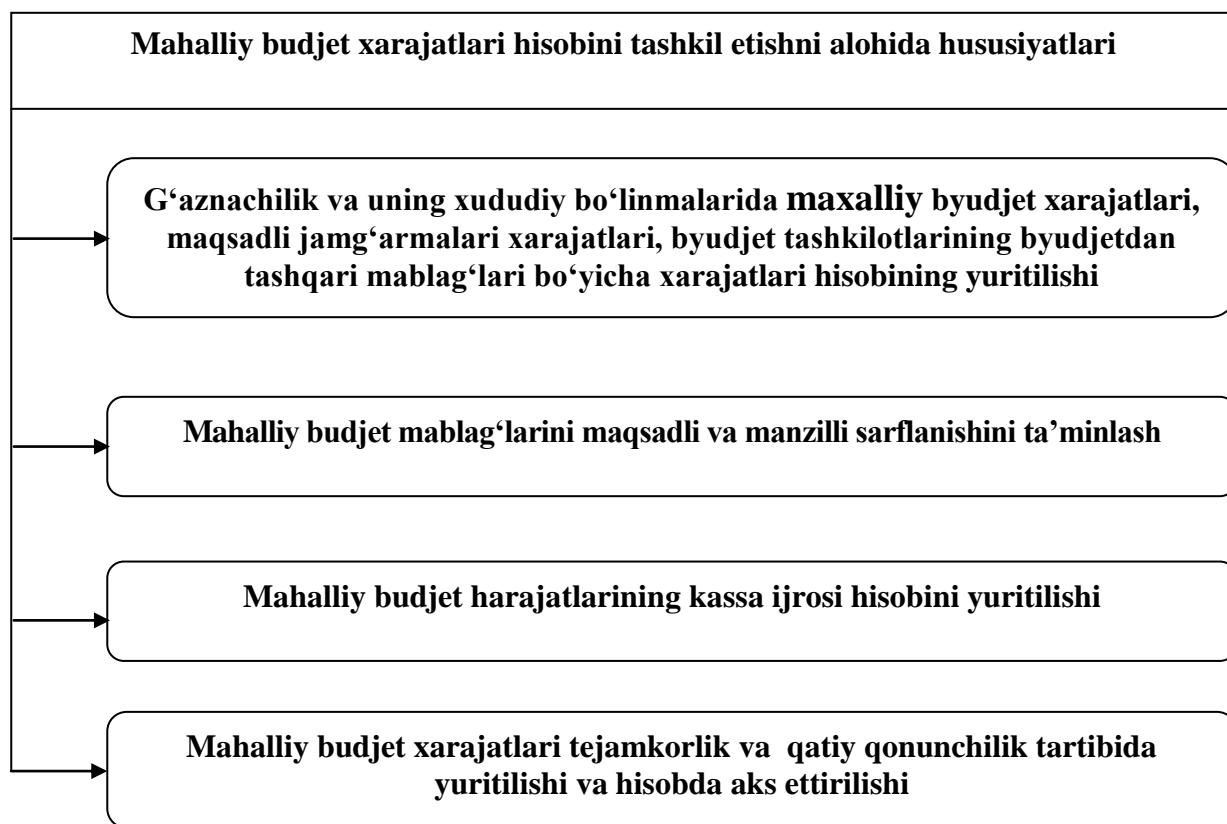 Mahalliy budjet xarajatlari hisobini tashkil etishni alohida hususiyatlari
G‘aznachilik va uning xududiy bo‘linmalarida maxalliy byudjet xarajatlari,
maqsadli jamg‘armalari xarajatlari, byudjet tashkilotlarining byudjetdan
tashqari mablag‘lari bo‘yicha xarajatlari hisobining yuritilishi
Mahalliy budjet mablag‘larini maqsadli va manzilli sarflanishini ta’minlash
Mahalliy budjet harajatlarining kassa ijrosi hisobini yuritilishi
Mahalliy budjet xarajatlari tejamkorlik va qatiy qonunchilik tartibida
yuritilishi va hisobda aks ettirilishi